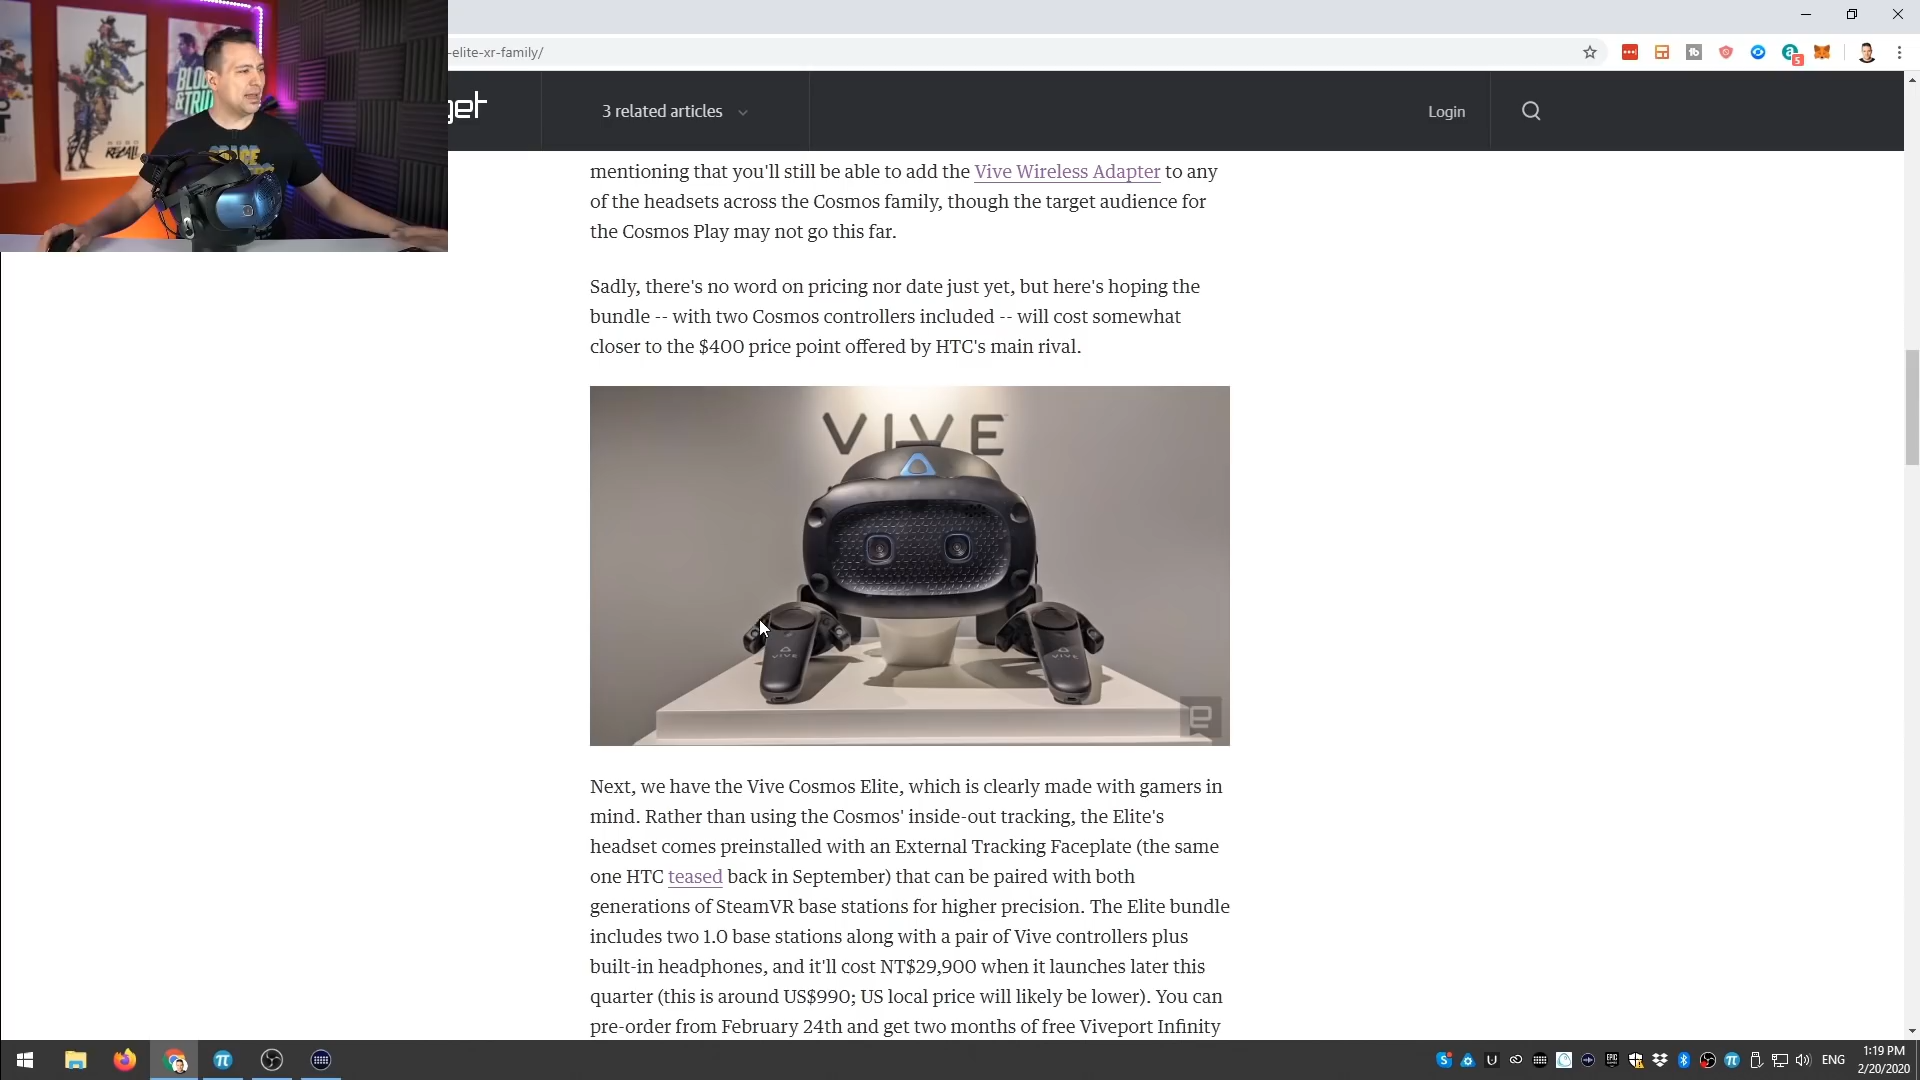 -elite-xr-family/
5
get
3 related articles
Login
BLOO
& TRI
RECALL
mentioning that you'll still be able to add the Vive Wireless Adapter to any
of the headsets across the Cosmos family, though the target audience for
the Cosmos Play may not go this far.
Sadly, there's no word on pricing nor date just yet, but here's hoping the
bundle -- with two Cosmos controllers included -- will cost somewhat
closer to the $400 price point offered by HTC's main rival.
VIVE
VIVE
VIVE
Next, we have the Vive Cosmos Elite, which is clearly made with gamers in
mind. Rather than using the Cosmos' inside-out tracking, the Elite's
headset comes preinstalled with an External Tracking Faceplate (the same
one HTC teased back in September) that can be paired with both
generations of SteamVR base stations for higher precision. The Elite bundle
includes two 1.0 base stations along with a pair of Vive controllers plus
built-in headphones, and it'll cost NT$29,900 when it launches later this
quarter (this is around US$990; US local price will likely be lower). You can
pre-order from February 24th and get two months of free Viveport Infinity
ENG
1:19 PM
2/20/2020